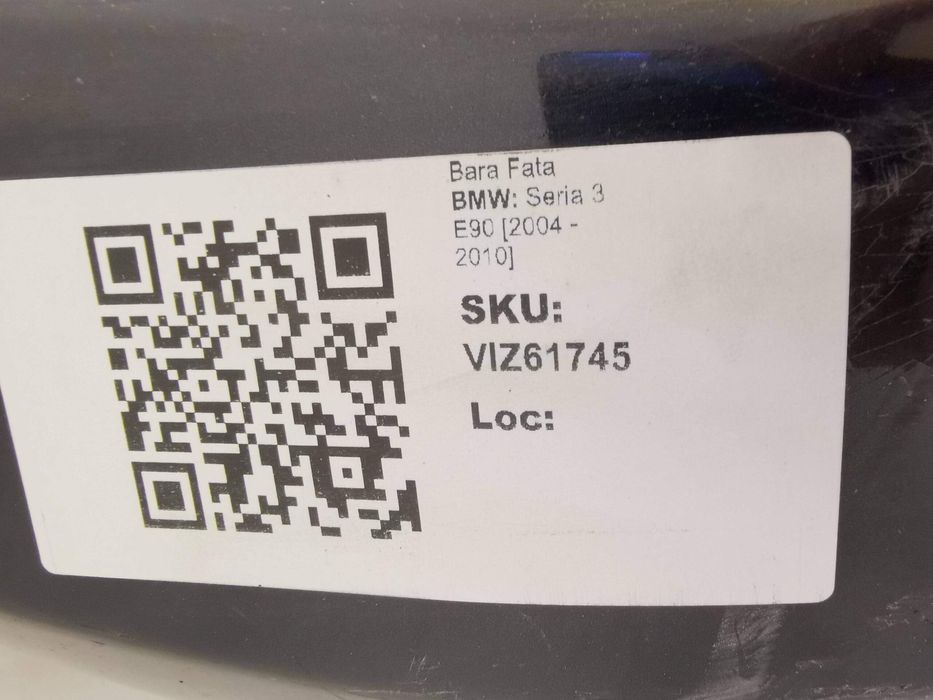 Bara Fata
BMW: Seria 3
E90 [2004 -
2010]
SKU:
VIZ61745
Loc: